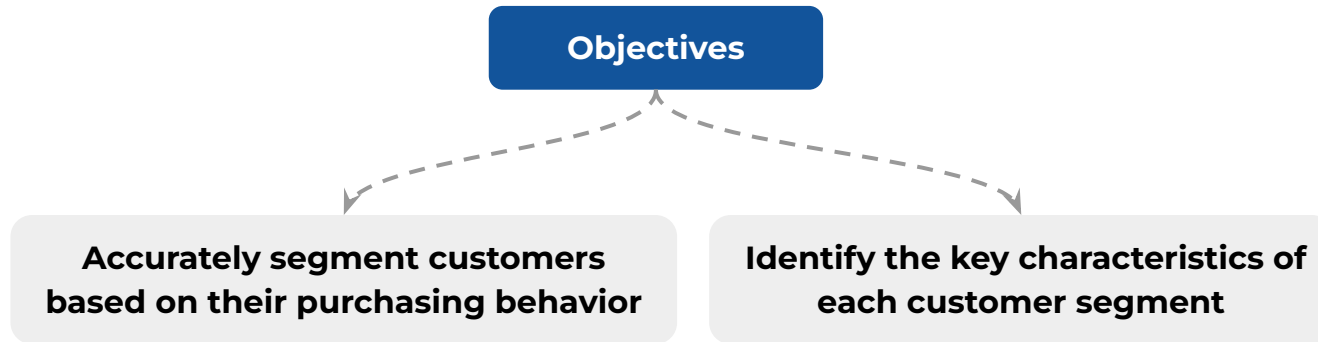 Objectives
Accurately segment customers
based on their purchasing behavior
Identify the key characteristics of
each customer segment